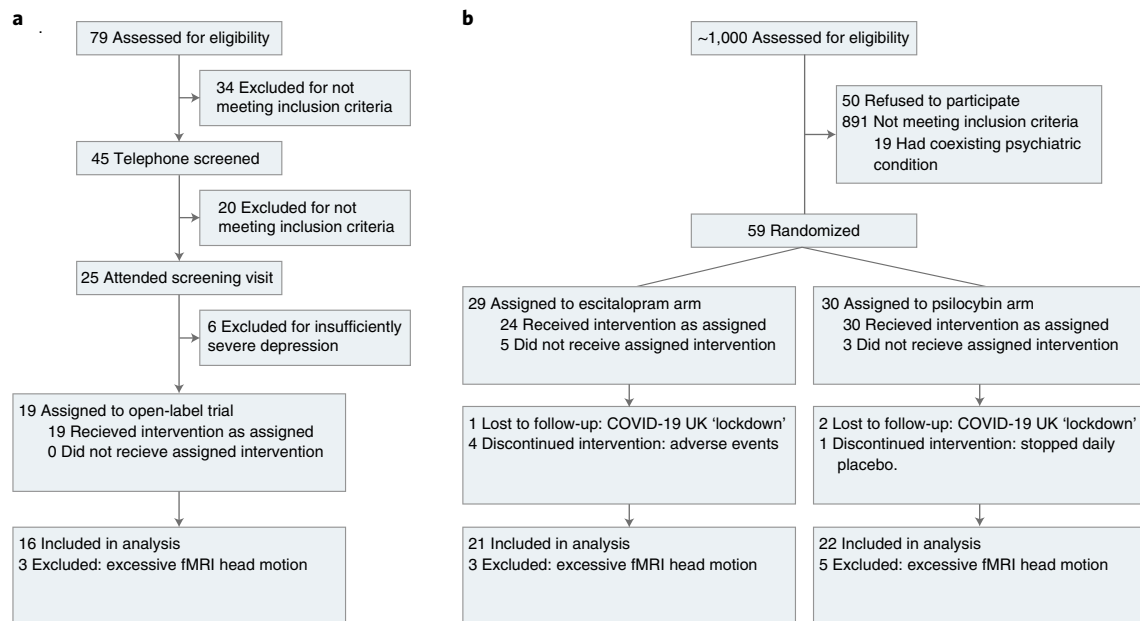 a
79 Assessed for eligibility
34 Excluded for not
meeting inclusion criteria
45 Telephone screened
20 Excluded for not
meeting inclusion criteria
25 Attended screening visit
6 Excluded for insufficiently
severe depression
19 Assigned to open-label trial
19 Recieved intervention as assigned
0 Did not recieve assigned intervention
16 Included in analysis
3 Excluded: excessive fMRI head motion
b
~1,000 Assessed for eligibility
50 Refused to participate
891 Not meeting inclusion criteria
19 Had coexisting psychiatric
condition
59 Randomized
29 Assigned to escitalopram arm
24 Received intervention as assigned
5 Did not receive assigned intervention
1 Lost to follow-up: COVID-19 UK ‘lockdown’
4 Discontinued intervention: adverse events
21 Included in analysis
3 Excluded: excessive fMRI head motion
30 Assigned to psilocybin arm
30 Recieved intervention as assigned
3 Did not recieve assigned intervention
2 Lost to follow-up: COVID-19 UK ‘lockdown’
1 Discontinued intervention: stopped daily
placebo.
22 Included in analysis
5 Excluded: excessive fMRI head motion